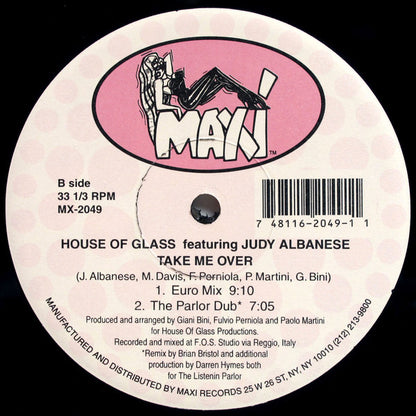 MAXI
TM
B side
33 1/3 RPM
MX-2049
7 48116-2049-1 1
HOUSE OF GLASS featuring JUDY ALBANESE
TAKE ME OVER
(J. Albanese, M. Davis, F. Perniola, P. Martini, G. Bini)
1. Euro Mix 9:10
2. The Parlor Dub* 7:05
Produced and arranged by Giani Bini, Fulvio Perniola and Paolo Martini
for House Of Glass Productions.
Recorded and mixed at F.O.S. Studio via Reggio, Italy
*Remix by Brian Bristol and additional
production by Darren Hymes both
for The Listenin Parlor
MANUFACTURED AND DISTRIBUTED BY MAXI RECORDS 25 W 26 ST, NY, NY 10010 (212) 213-9800